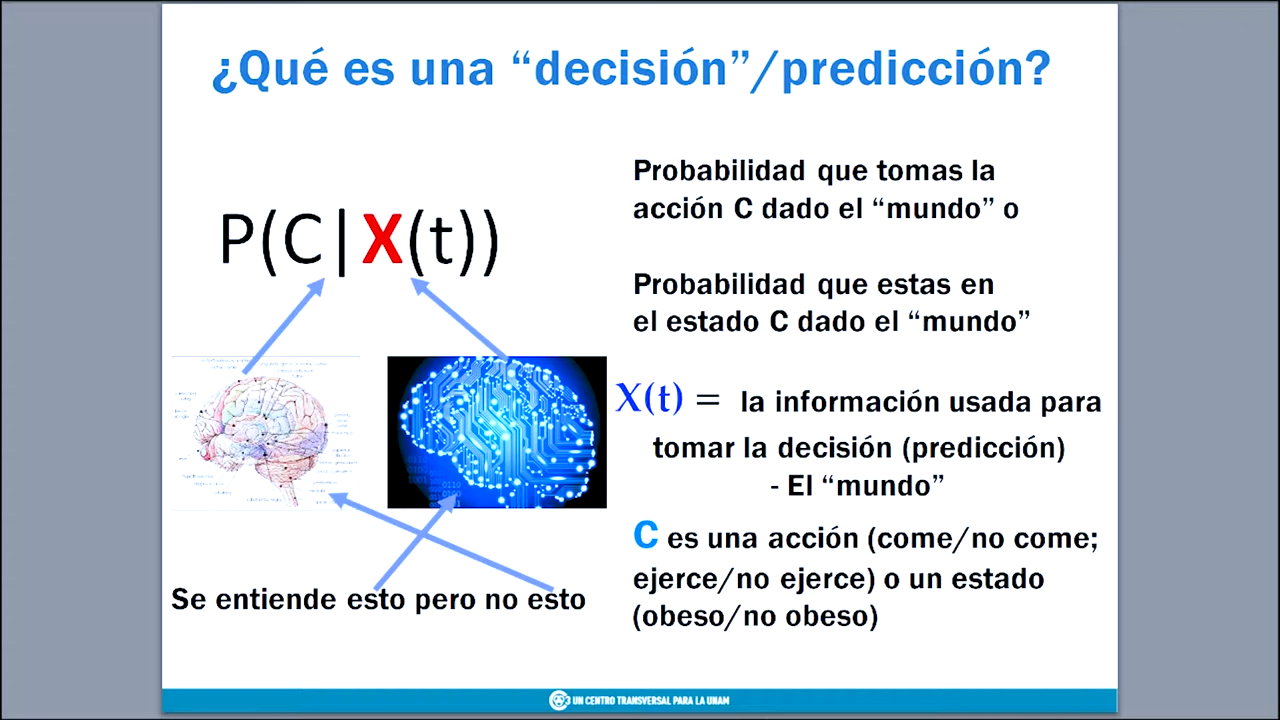 ¿Qué es una “decisión”/predicción?
P(C|X(t))
Probabilidad que tomas la
acción C dado el “mundo” o
Probabilidad que estas en
el estado C dado el “mundo”
X(t) = la información usada para
tomar la decisión (predicción)
- El “mundo”
C es una acción (come/no come;
ejerce/no ejerce) o un estado
(obeso/no obeso)
0110
0100
Se entiende esto pero no esto
C3 UN CENTRO TRANSVERSAL PARA LA UNAM